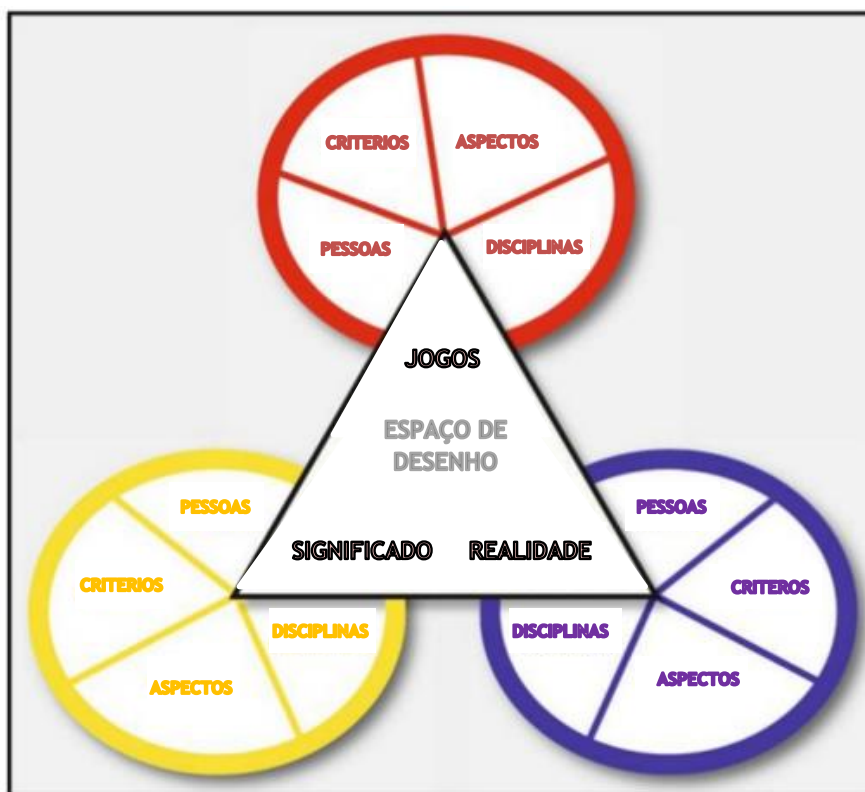 CRITERIOS
ASPECTOS
PESSOAS
DISCIPLINAS
JOGOS
ESPAÇO DE
DESENHO
SIGNIFICADO
REALIDADE
PESSOAS
CRITERIOS
DISCIPLINAS
ASPECTOS
PESSOAS
CRITEROS
DISCIPLINAS
ASPECTOS